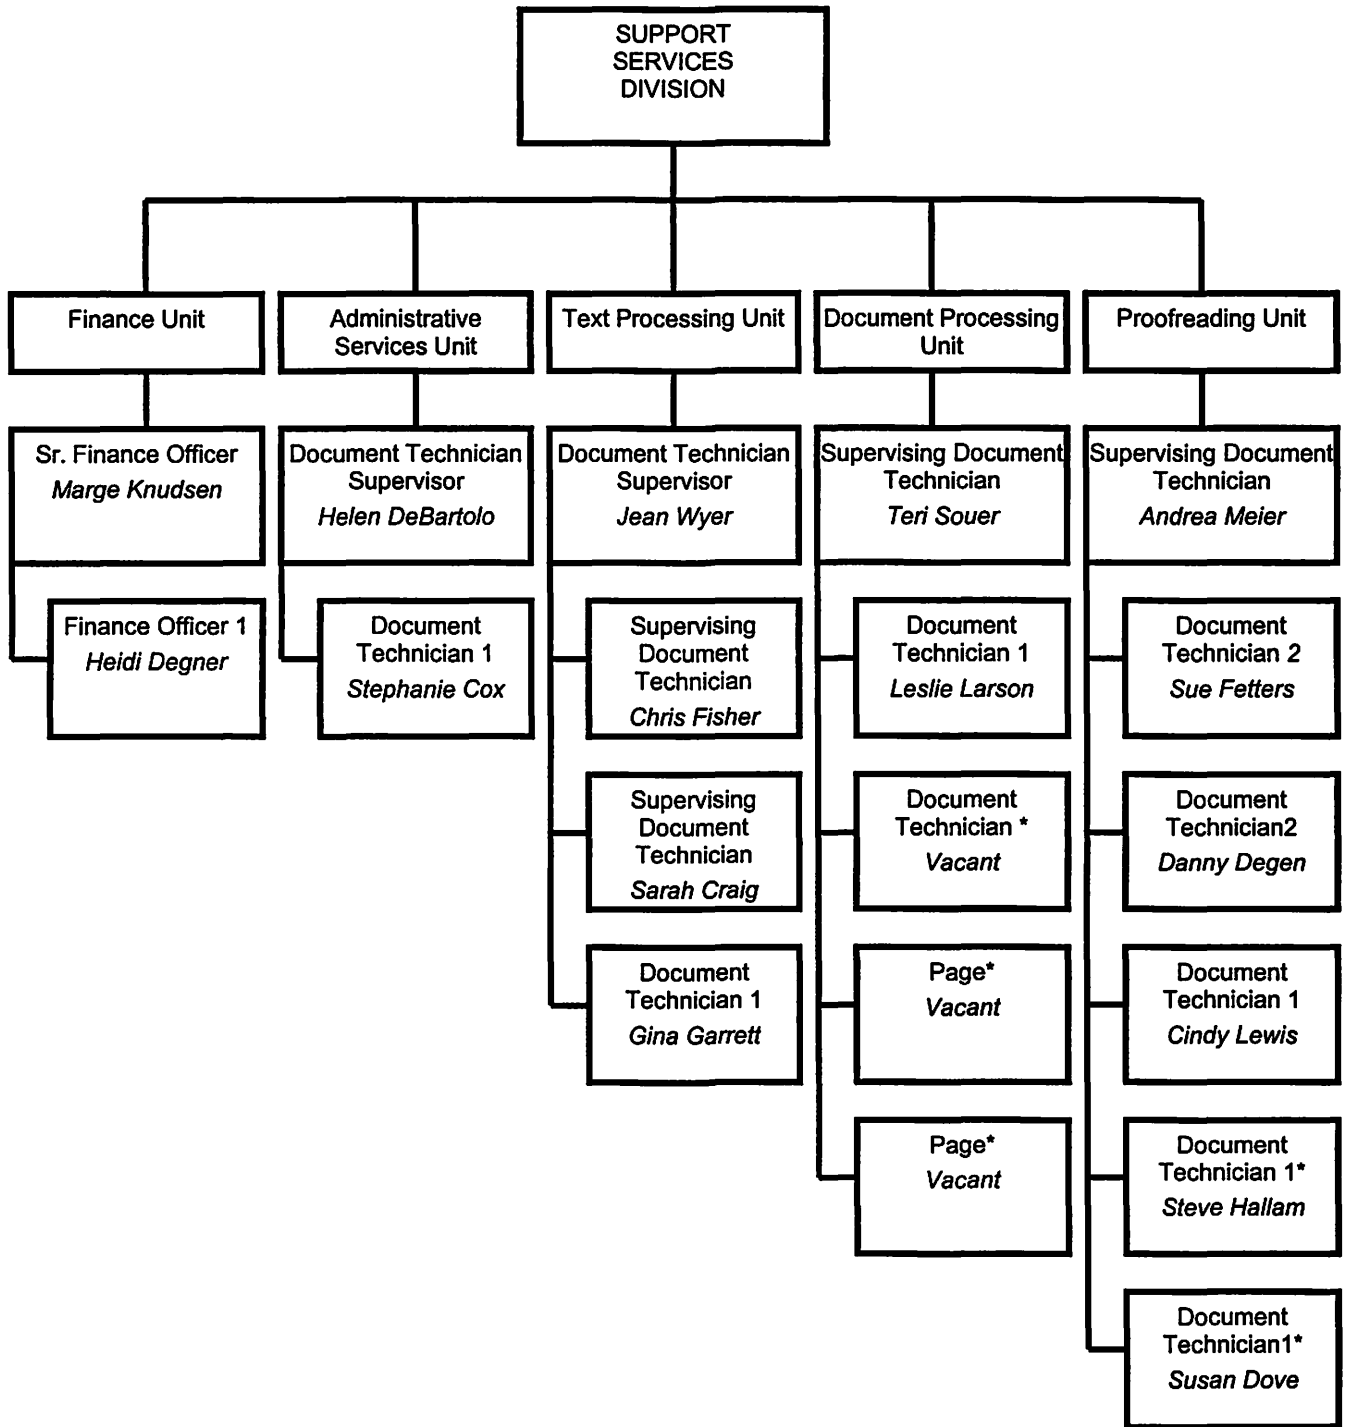 SUPPORT
SERVICES
DIVISION
Finance Unit
Sr. Finance Officer
Marge Knudsen
Finance Officer 1
Heidi Degner
Administrative
Services Unit
Document Technician
Supervisor
Helen DeBartolo
Document
Technician 1
Stephanie Cox
Text Processing Unit
Document Technician
Supervisor
Jean Wyer
Supervising
Document
Technician
Chris Fisher
Supervising
Document
Technician
Sarah Craig
Document
Technician 1
Gina Garrett
Document Processing
Unit
Supervising Document
Technician
Teri Souer
Document
Technician 1
Leslie Larson
Document
Technician *
Vacant
Page*
Vacant
Page*
Vacant
Proofreading Unit
Supervising Document
Technician
Andrea Meier
Document
Technician 2
Sue Fetters
Document
Technician2
Danny Degen
Document
Technician 1
Cindy Lewis
Document
Technician 1*
Steve Hallam
Document
Technician1*
Susan Dove